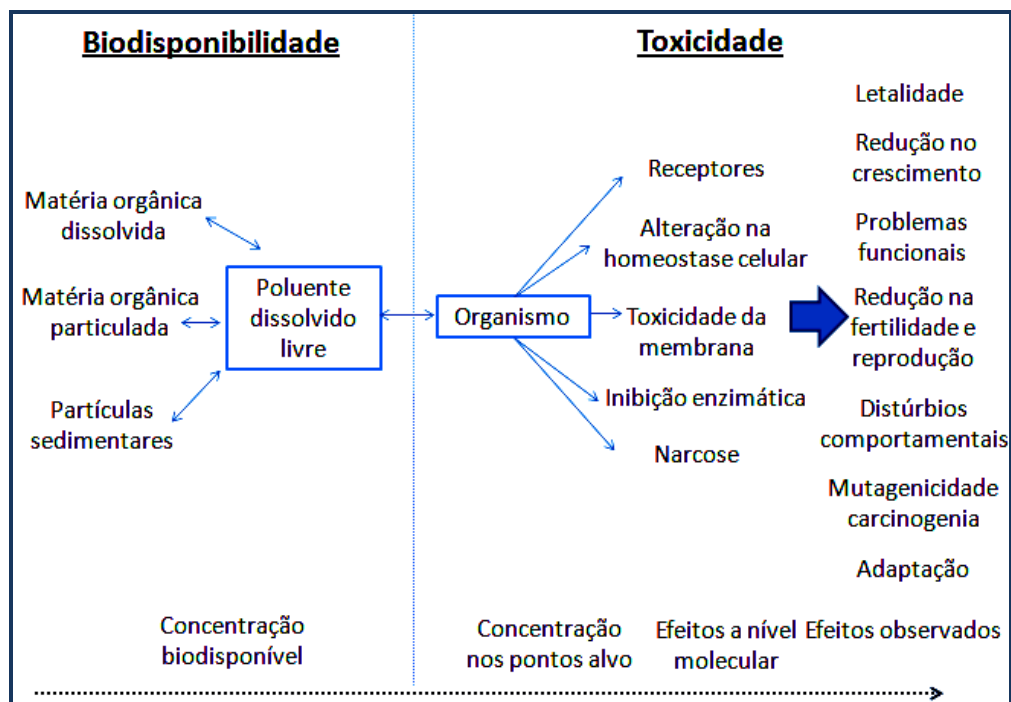 Biodisponibilidade
Toxicidade
Matéria orgânica
dissolvida
Matéria orgânica
particulada
Partículas
sedimentares
Poluente
dissolvido
livre
Organismo
Receptores
Alteração na
homeostase celular
Toxicidade da
membrana
Inibição enzimática
Narcose
Letalidade
Redução no
crescimento
Problemas
funcionais
Redução na
fertilidade e
reprodução
Distúrbios
comportamentais
Mutagenicidade
carcinogenia
Adaptação
Concentração
biodisponível
Concentração
nos pontos alvo
Efeitos a nível
molecular
Efeitos observados